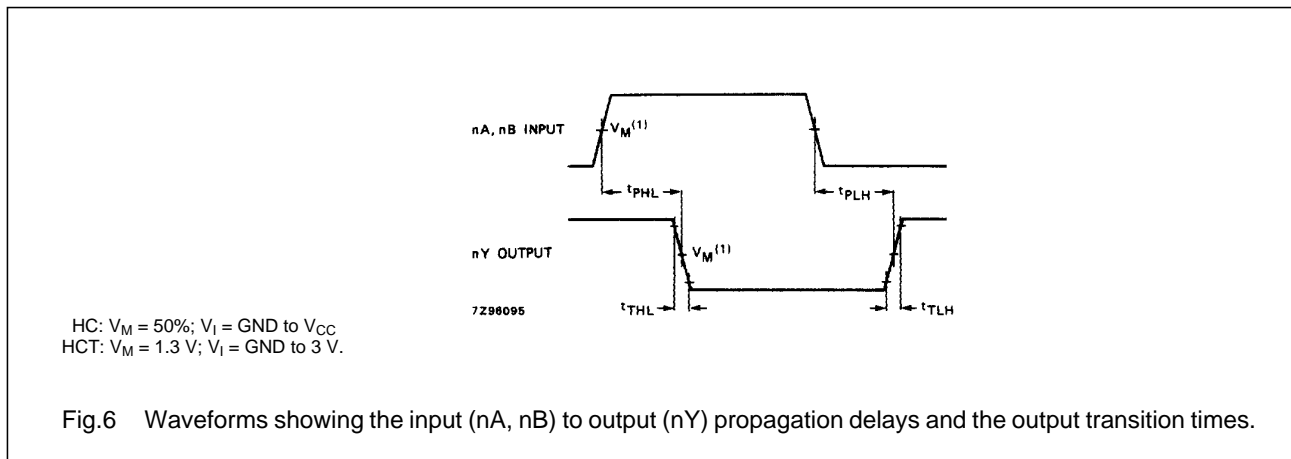 nA, nB INPUT
VM(1)
tPHL
tPLH
nY OUTPUT
VM(1)
7Z96095
tTHL
tTLH
HC: VM = 50%; VI = GND to VCC
HCT: VM = 1.3 V; VI = GND to 3 V.
Fig.6 Waveforms showing the input (nA, nB) to output (nY) propagation delays and the output transition times.